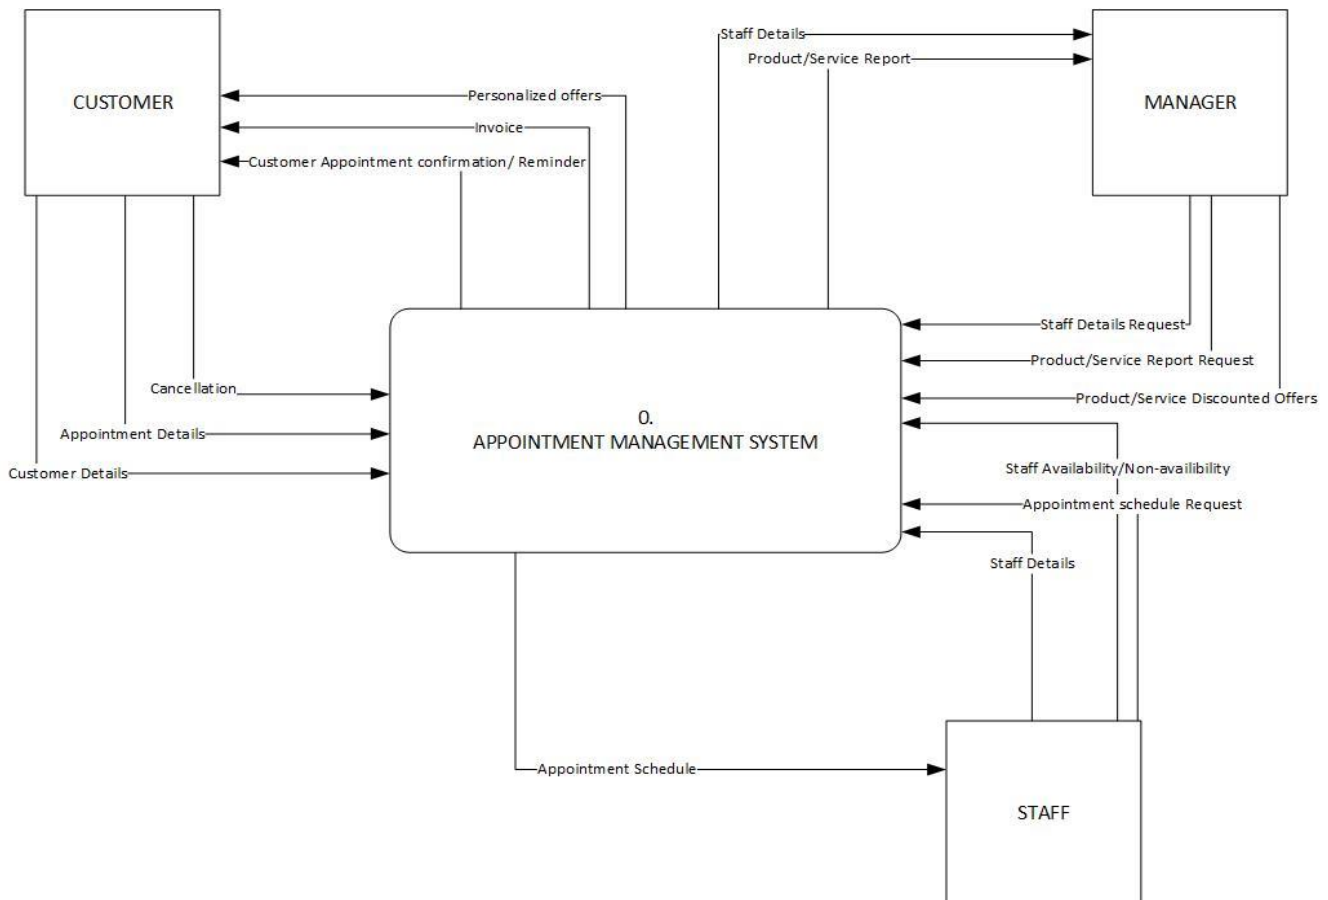 Staff Details
Product/Service Report
CUSTOMER
MANAGER
Personalized offers
Invoice
Customer Appointment confirmation/ Reminder
Staff Details Request
Product/Service Report Request
Cancellation
Product/Service Discounted Offers
0.
APPOINTMENT MANAGEMENT SYSTEM
Appointment Details
Customer Details
Staff Availability/Non-availibility
Appointment schedule Request
Staff Details
Appointment Schedule
STAFF